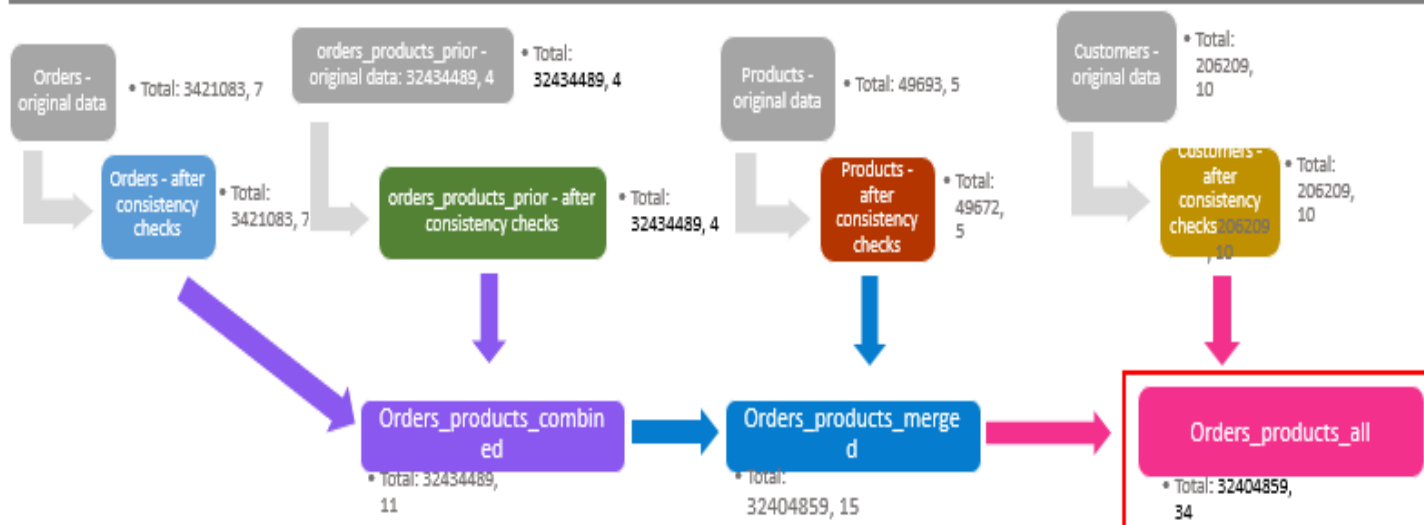 Orders -
original data
• Total: 3421083, 7
orders_products_prior -
original data: 32434489, 4
• Total:
32434489, 4
Products -
original data
• Total: 49693, 5
Customers -
original data
• Total:
206209,
10
Orders - after
consistency
checks
• Total:
3421083, 7
orders_products_prior - after
consistency checks
• Total:
32434489, 4
Products -
after
consistency
checks
• Total:
49672,
5
Customers -
after
consistency
checks206209
, 10
• Total:
206209,
10
Orders_products_combin
ed
• Total: 32434489,
11
Orders_products_merge
d
• Total:
32404859, 15
Orders_products_all
• Total: 32404859,
34